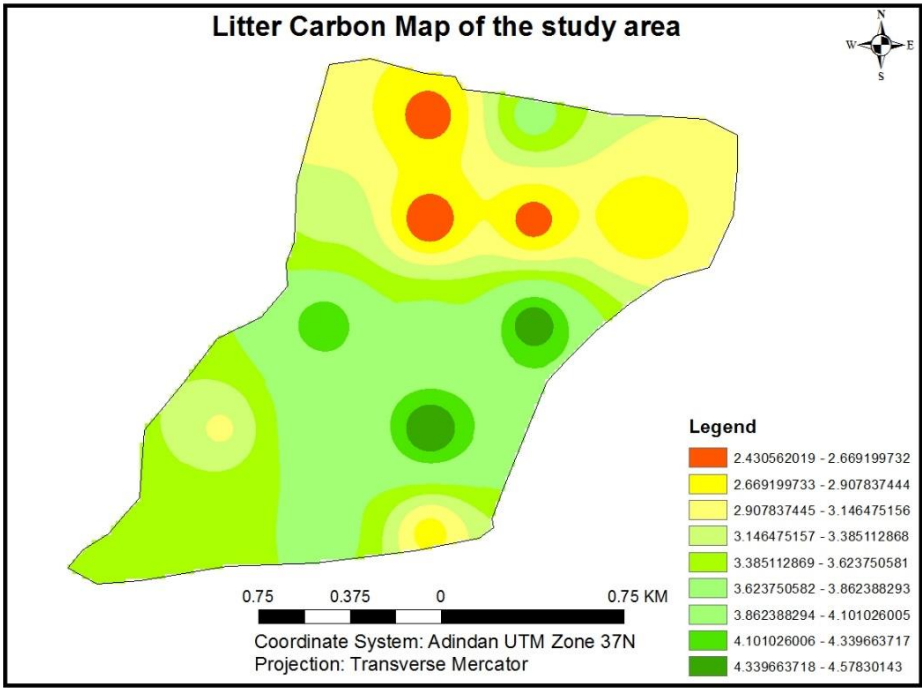 Litter Carbon Map of the study area
N
W E
S
Legend
2.430562019 - 2.669199732
2.669199733 - 2.907837444
2.907837445 - 3.146475156
3.146475157 - 3.385112868
3.385112869 - 3.623750581
3.623750582 - 3.862388293
3.862388294 - 4.101026005
4.101026006 - 4.339663717
4.339663718 - 4.57830143
0.75 0.375 0 0.75 KM
Coordinate System: Adindan UTM Zone 37N
Projection: Transverse Mercator